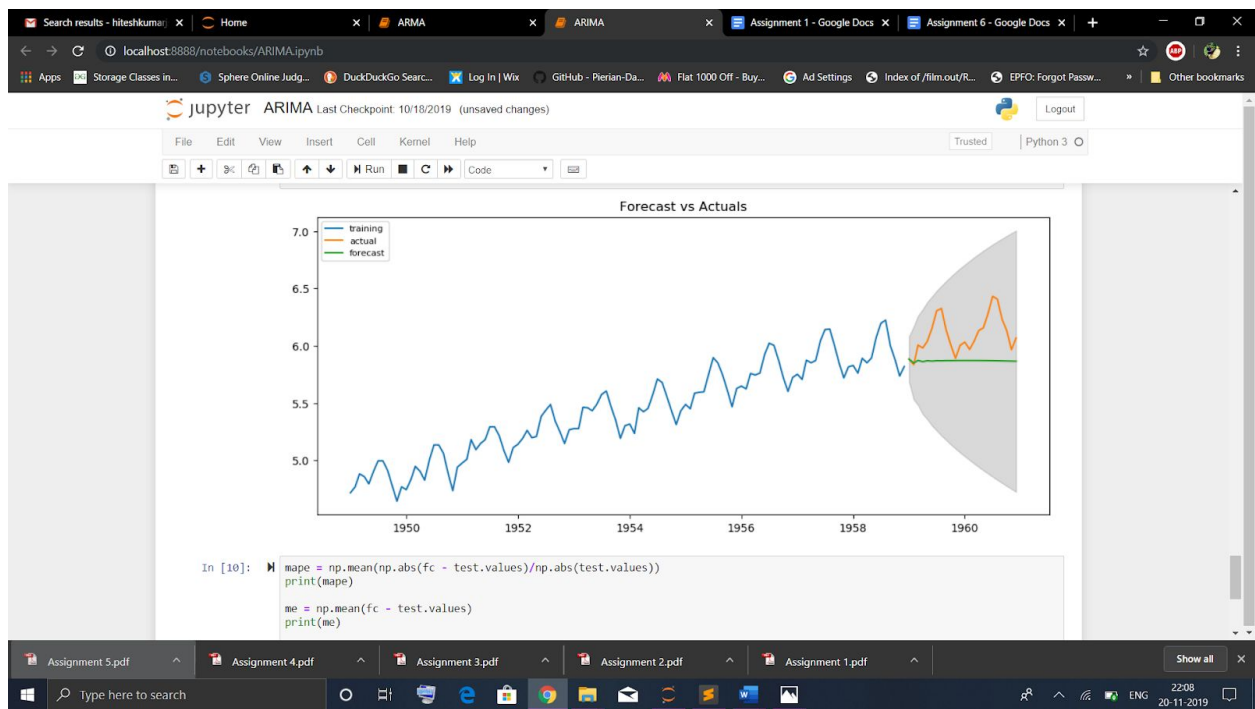 Search results - hiteshkumarj
Home
ARMA
ARIMA
Assignment 1 - Google Docs
Assignment 6 - Google Docs
localhost:8888/notebooks/ARIMA.ipynb
ABP
Apps
Storage Classes in...
Sphere Online Judg...
DuckDuckGo Searc...
Log In | Wix
GitHub - Pierian-Da...
Flat 1000 Off - Buy...
Ad Settings
Index of /film.out/R...
EPFO: Forgot Passw...
»
Other bookmarks
jupyter ARIMA Last Checkpoint: 10/18/2019 (unsaved changes)
Logout
File Edit View Insert Cell Kernel Help
Trusted
Python 3
Run
Code
Forecast vs Actuals
training
actual
forecast
7.0
6.5
6.0
5.5
5.0
1950 1952 1954 1956 1958 1960
In [10]:
mape = np.mean(np.abs(fc - test.values)/np.abs(test.values))
print(mape)
me = np.mean(fc - test.values)
print(me)
Assignment 5.pdf
Assignment 4.pdf
Assignment 3.pdf
Assignment 2.pdf
Assignment 1.pdf
Show all
Type here to search
ENG
22:08
20-11-2019